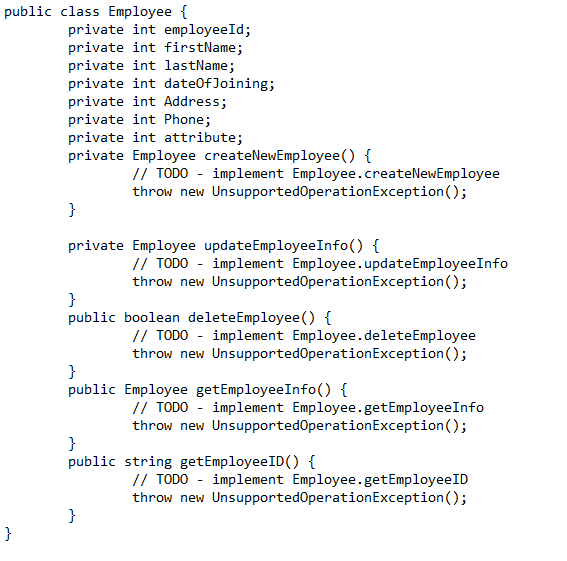 public class Employee {
private int employeeId;
private int firstName;
private int lastName;
private int dateOfJoining;
private int Address;
private int Phone;
private int attribute;
private Employee createNewEmployee() {
// TODO - implement Employee.createNewEmployee
throw new UnsupportedOperationException();
}
private Employee updateEmployeeInfo() {
// TODO - implement Employee.updateEmployeeInfo
throw new UnsupportedOperationException();
}
public boolean deleteEmployee() {
// TODO - implement Employee.deleteEmployee
throw new UnsupportedOperationException();
}
public Employee getEmployeeInfo() {
// TODO - implement Employee.getEmployeeInfo
throw new UnsupportedOperationException();
}
public string getEmployeeID() {
// TODO - implement Employee.getEmployeeID
throw new UnsupportedOperationException();
}
}